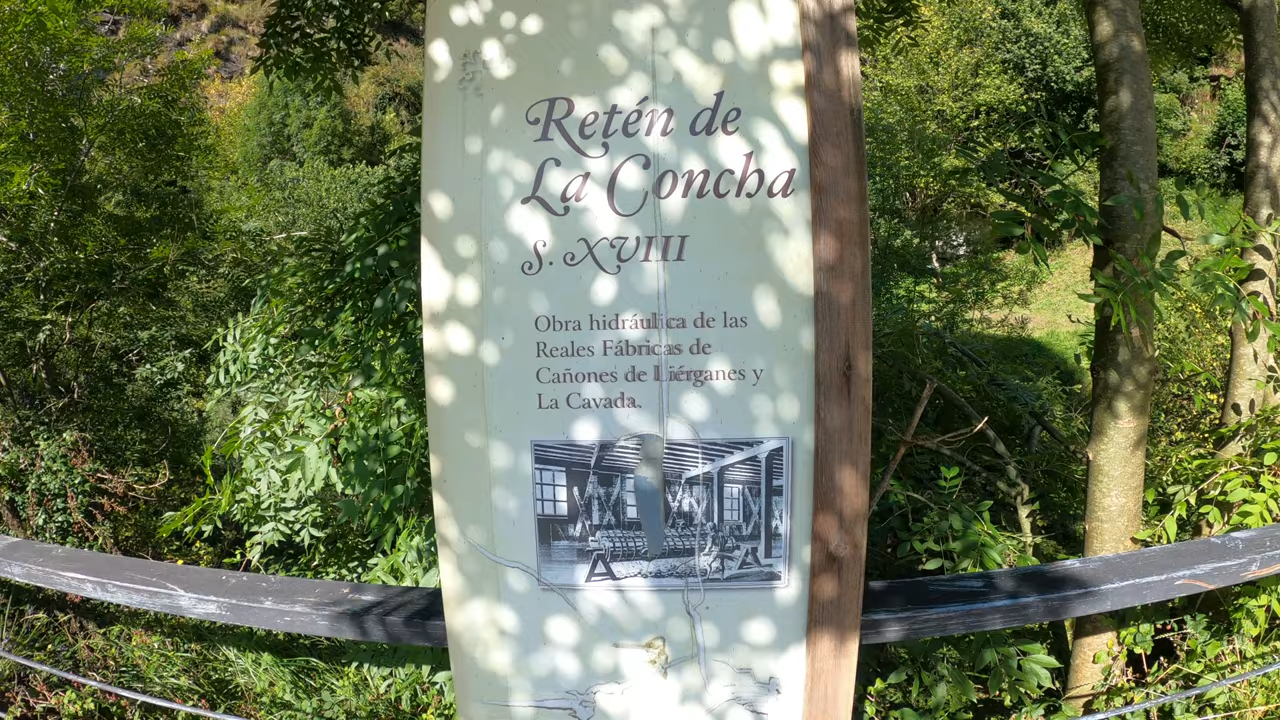 Retén de
La Concha
S. XVIII
Obra hidráulica de las
Reales Fábricas de
Cañones de Liérganes y
La Cavada.